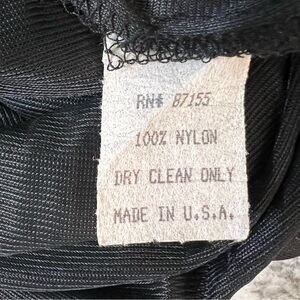 RN# 87155
100% NYLON
DRY CLEAN ONLY
MADE IN U.S.A.